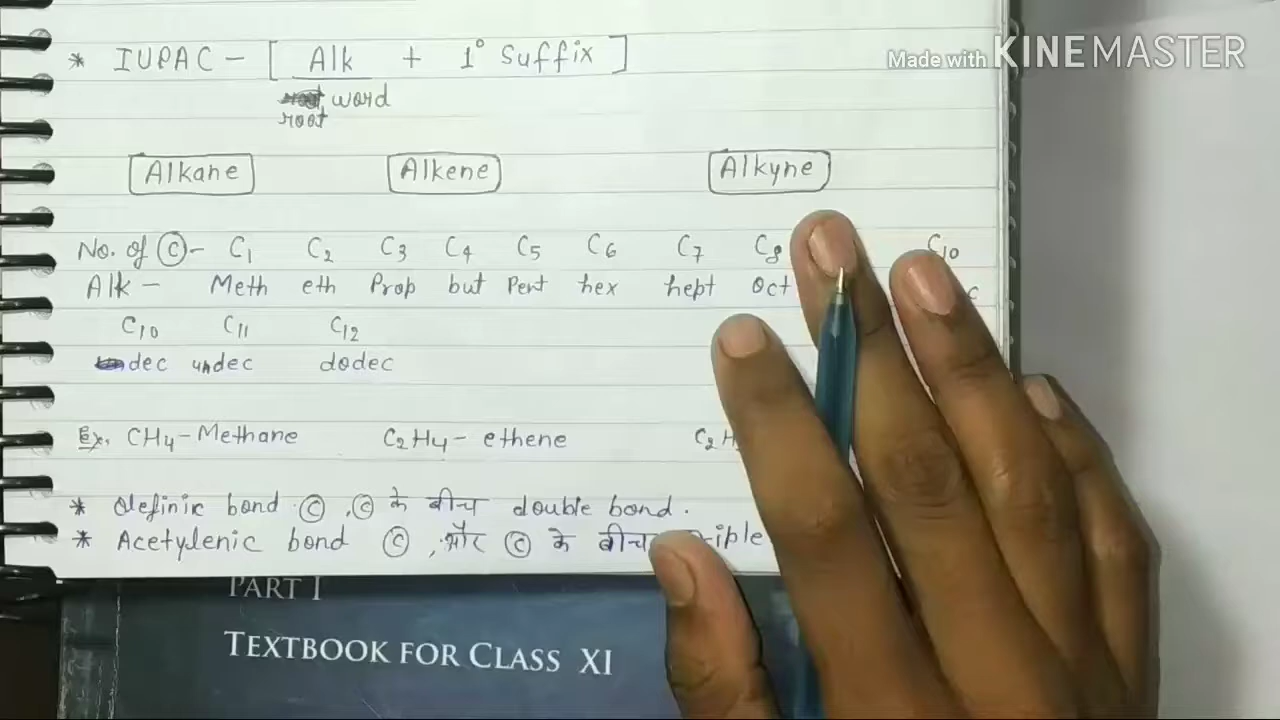 Made with KINEMASTER
* IUPAC - [ Alk + 1° Suffix ]
word
root
Alkane Alkene Alkyne
No. of Ⓒ - C₁ C₂ C₃ C₄ C₅ C₆ C₇ C₈ C₁₀
Alk - Meth eth Prop but Pent hex hept Oct c
C₁₀ C₁₁ C₁₂
dec undec dodec
Ex. CH₄ - Methane C₂H₄ - ethene C₂H
* Olefinic bond Ⓒ , Ⓒ के बीच double bond.
* Acetylenic bond Ⓒ , और Ⓒ के बीच riple
PART I
TEXTBOOK FOR CLASS XI